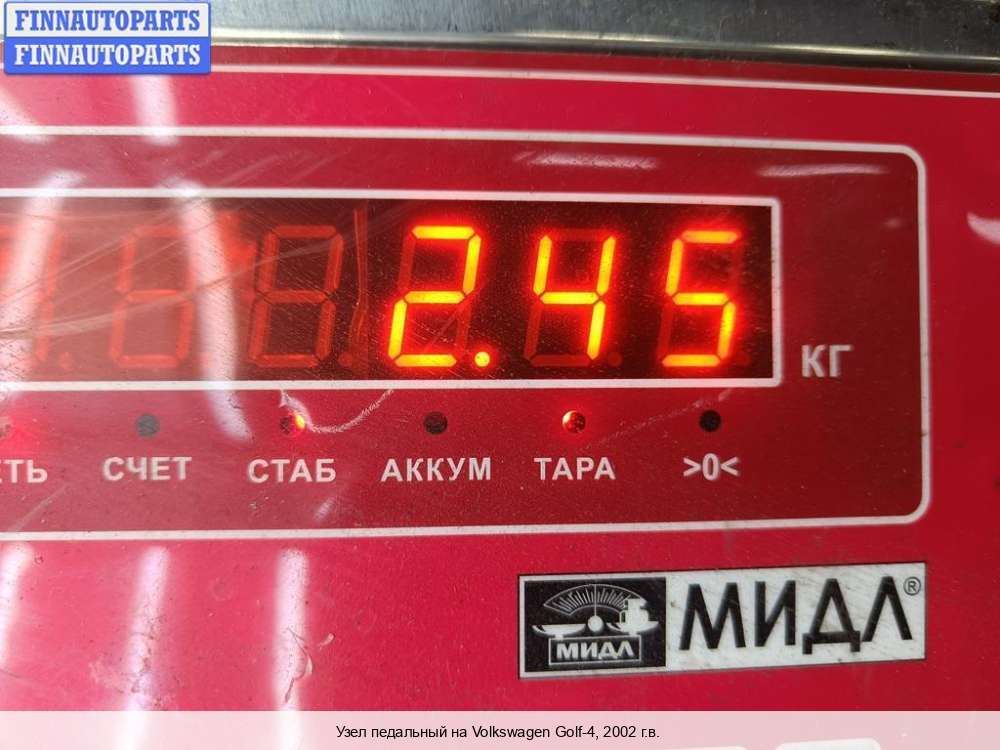 FINNAUTOPARTS
FINNAUTOPARTS
2.45
КГ
СЧЕТ СТАБ АККУМ ТАРА >0<
МИДЛ МИДЛ®
Узел педальный на Volkswagen Golf-4, 2002 г.в.